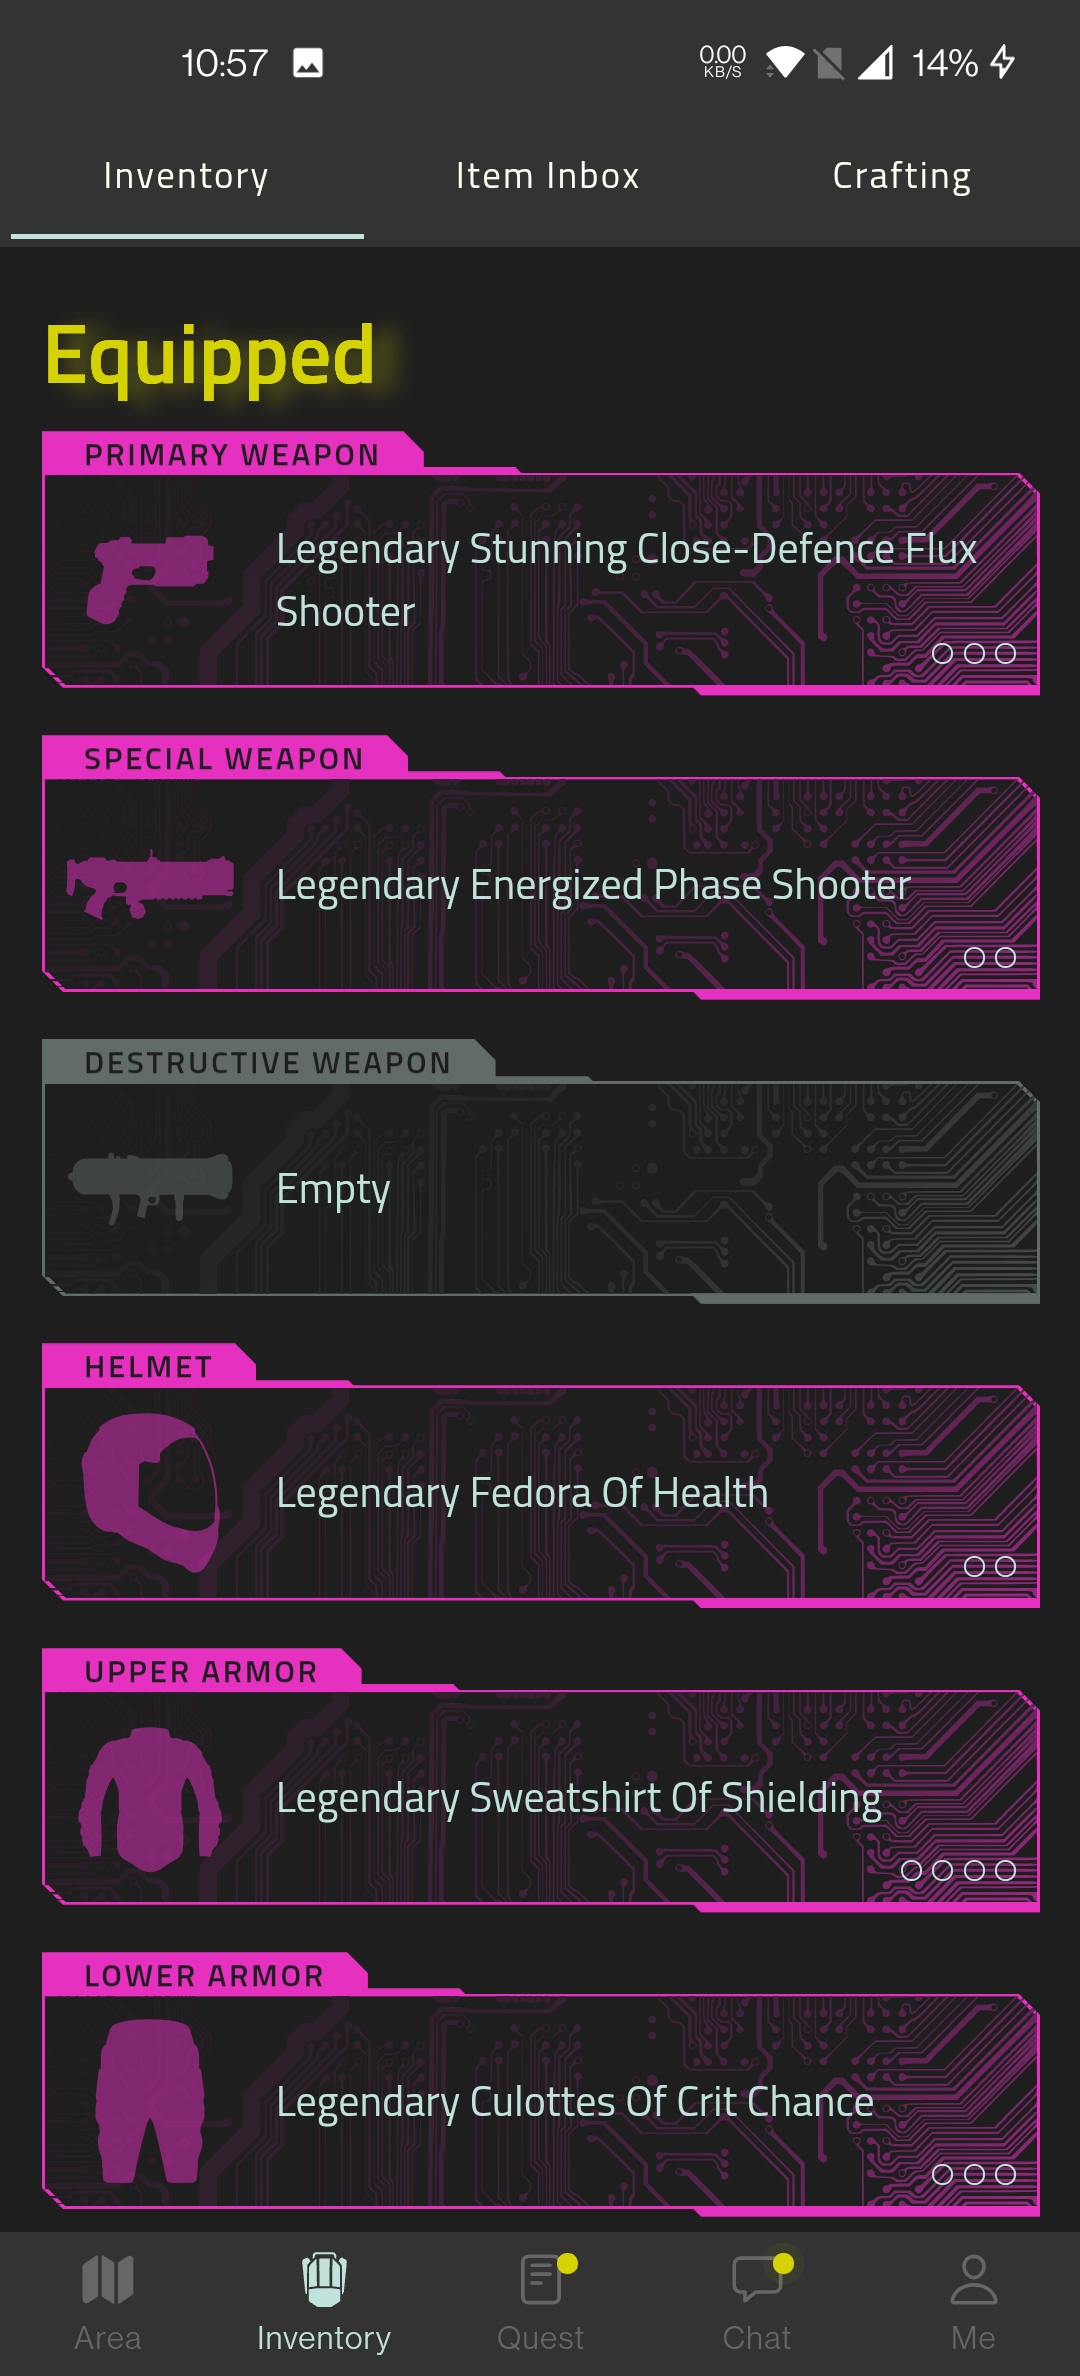 10:57 0.00 KB/S 14%
Inventory Item Inbox Crafting
Equipped
PRIMARY WEAPON
Legendary Stunning Close-Defence Flux
Shooter
SPECIAL WEAPON
Legendary Energized Phase Shooter
DESTRUCTIVE WEAPON
Empty
HELMET
Legendary Fedora Of Health
UPPER ARMOR
Legendary Sweatshirt Of Shielding
LOWER ARMOR
Legendary Culottes Of Crit Chance
Area Inventory Quest Chat Me